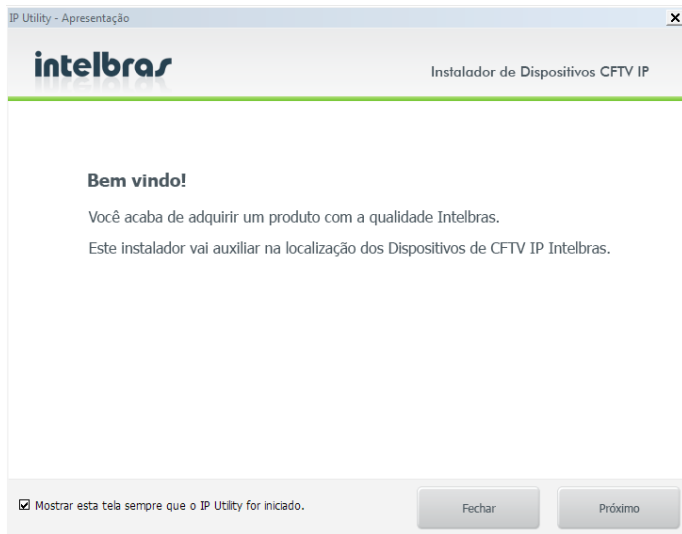 IP Utility - Apresentação
intelbras
Instalador de Dispositivos CFTV IP
Bem vindo!
Você acaba de adquirir um produto com a qualidade Intelbras.
Este instalador vai auxiliar na localização dos Dispositivos de CFTV IP Intelbras.
Mostrar esta tela sempre que o IP Utility for iniciado.
Fechar
Próximo